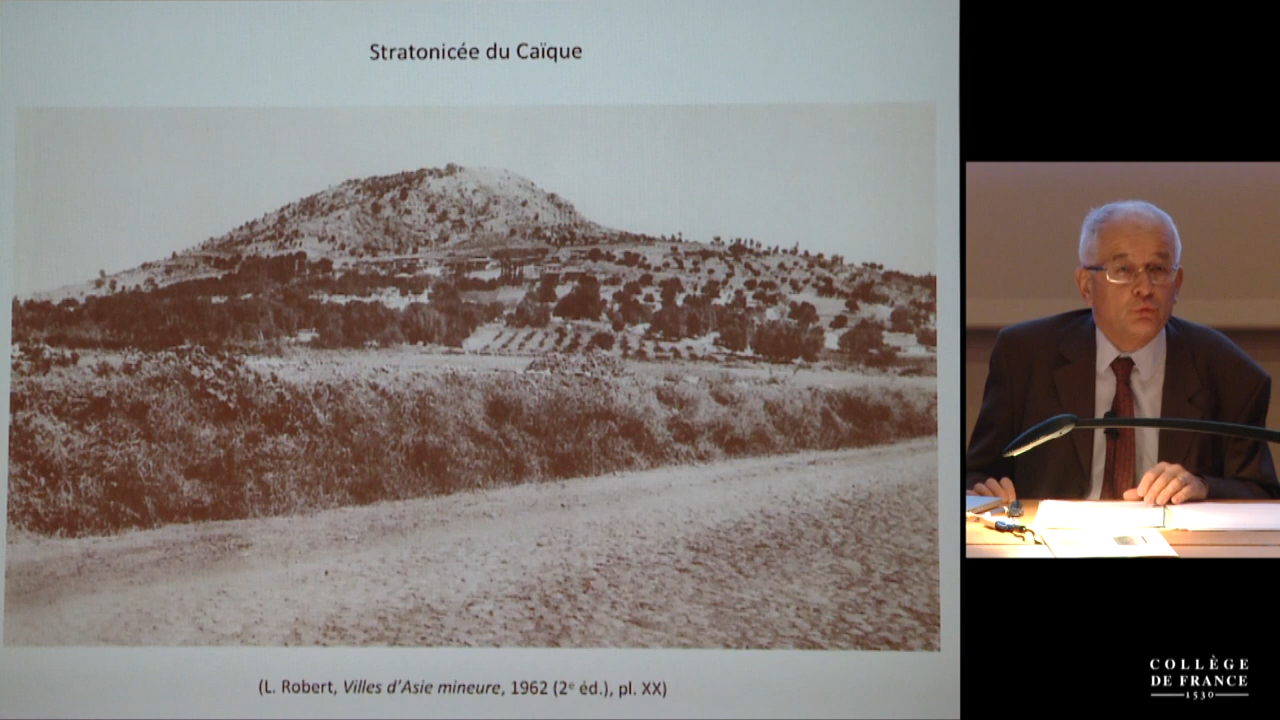 Stratonicée du Caïque
(L. Robert, Villes d'Asie mineure, 1962 (2e éd.), pl. XX)
COLLÈGE
DE FRANCE
1530